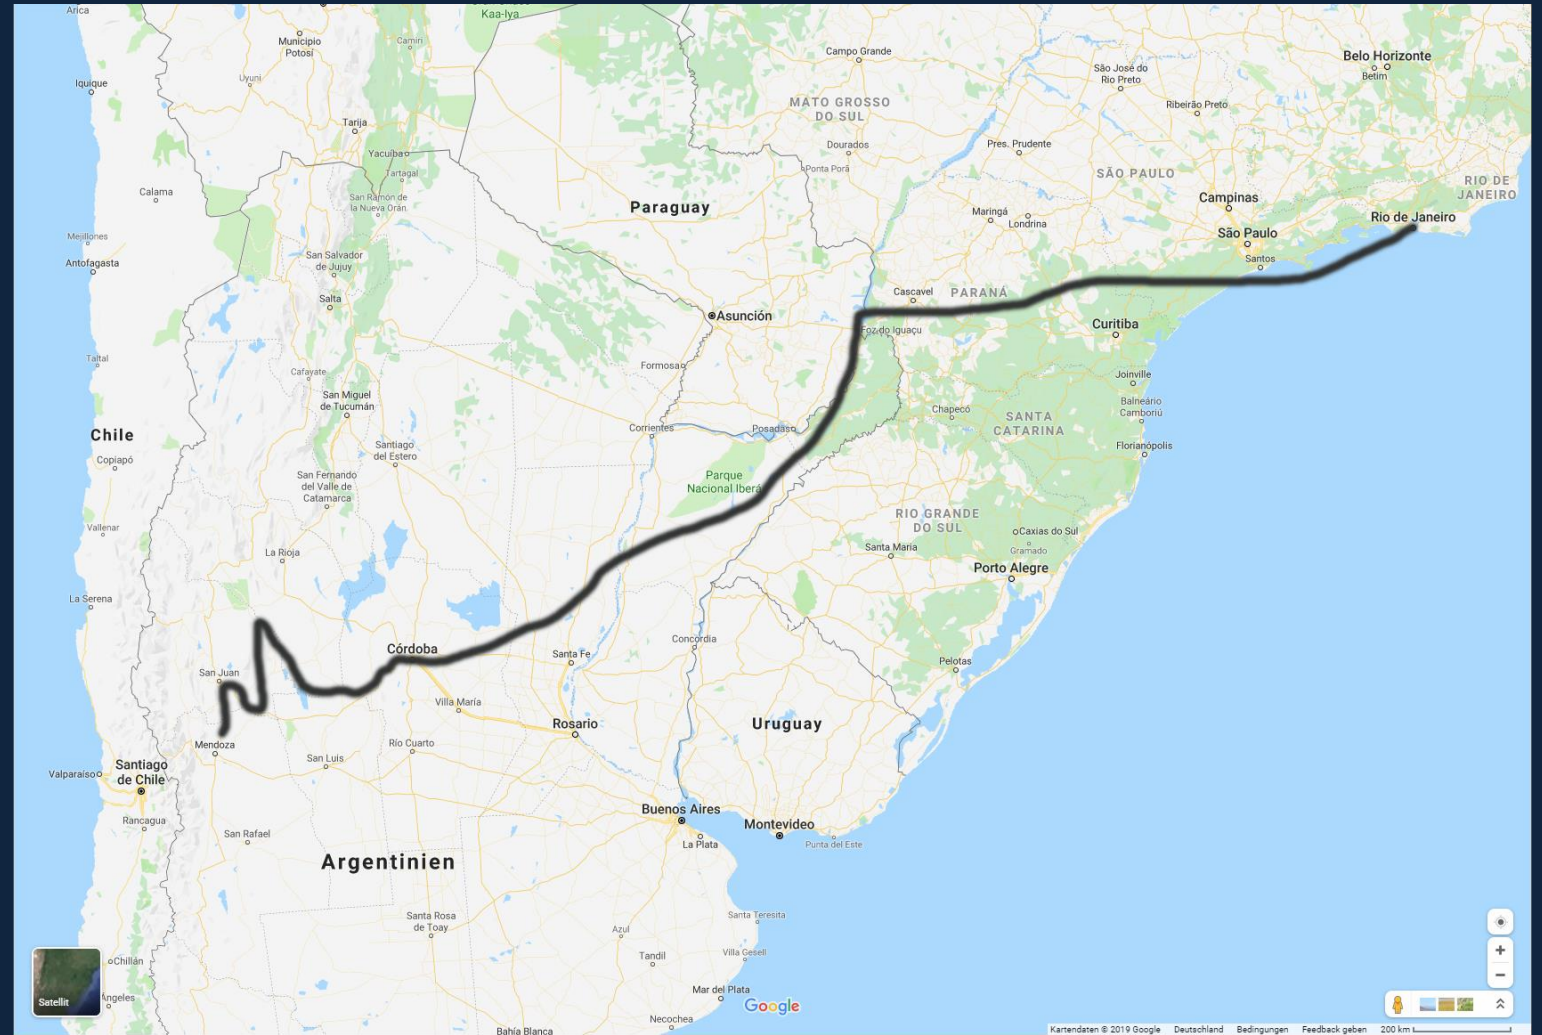 Arica
Kaa-Iya
Municipio
Potosí
Camiri
Campo Grande
Belo Horizonte
Betim
Iquique
Uyuni
São José do
Rio Preto
Ribeirão Preto
MATO GROSSO
DO SUL
Tarija
Yacuiba
Tartagal
Dourados
Pres. Prudente
Ponta Porã
SÃO PAULO
RIO DE
JANEIRO
Calama
San Ramón de
la Nueva Orán
Paraguay
Campinas
Maringá
Londrina
Rio de Janeiro
São Paulo
Santos
Mejillones
Antofagasta
San Salvador
de Jujuy
Salta
Cascavel
PARANÁ
Asunción
Foz do Iguaçu
Curitiba
Taltal
Formosa
Cafayate
San Miguel
de Tucumán
Joinville
Balneário
Camboriú
Chapecó
SANTA
CATARINA
Florianópolis
Chile
Copiapó
Corrientes
Posadas
Santiago
del Estero
San Fernando
del Valle de
Catamarca
Parque
Nacional Iberá
RIO GRANDE
DO SUL
Caxias do Sul
Gramado
Vallenar
La Rioja
Santa Maria
Porto Alegre
La Serena
Córdoba
Concordia
Santa Fe
Pelotas
San Juan
Villa María
Rosario
Uruguay
Mendoza
Río Cuarto
San Luis
Santiago
de Chile
Valparaíso
Buenos Aires
Montevideo
La Plata
Punta del Este
Rancagua
San Rafael
Argentinien
Santa Rosa
de Toay
Santa Teresita
Azul
Tandil
Villa Gesell
Chillán
Ángeles
Satellit
Mar del Plata
Google
Necochea
Bahía Blanca
Kartendaten © 2019 Google Deutschland Bedingungen Feedback geben 200 km